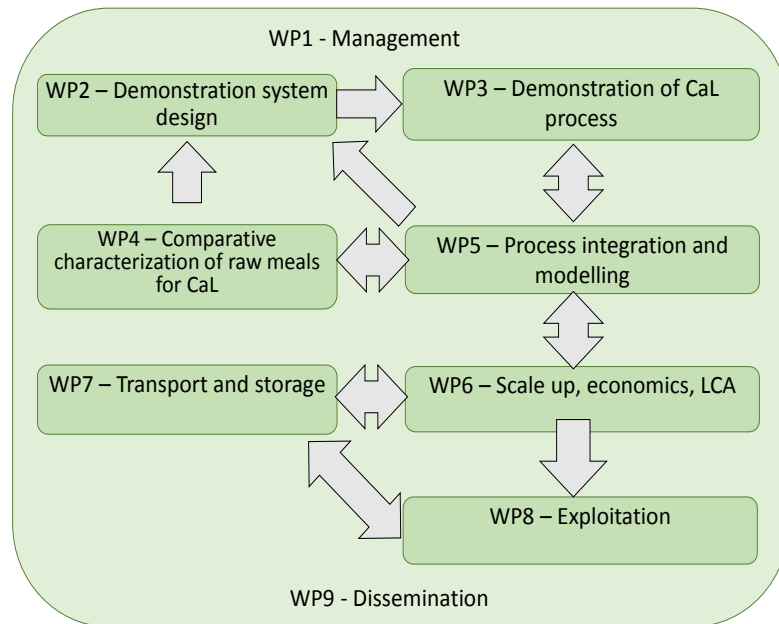 WP1 - Management
WP2 – Demonstration system
design
WP3 – Demonstration of CaL
process
WP4 – Comparative
characterization of raw meals
for CaL
WP5 – Process integration and
modelling
WP7 – Transport and storage
WP6 – Scale up, economics, LCA
WP8 – Exploitation
WP9 - Dissemination